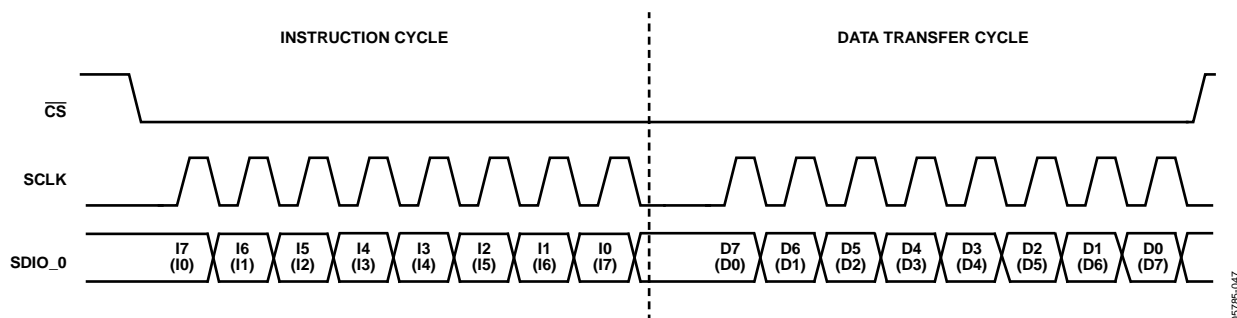 INSTRUCTION CYCLE DATA TRANSFER CYCLE
CS
SCLK
I7 I6 I5 I4 I3 I2 I1 I0 D7 D6 D5 D4 D3 D2 D1 D0
SDIO_0
(I0) (I1) (I2) (I3) (I4) (I5) (I6) (I7) (D0) (D1) (D2) (D3) (D4) (D5) (D6) (D7)
05785-047